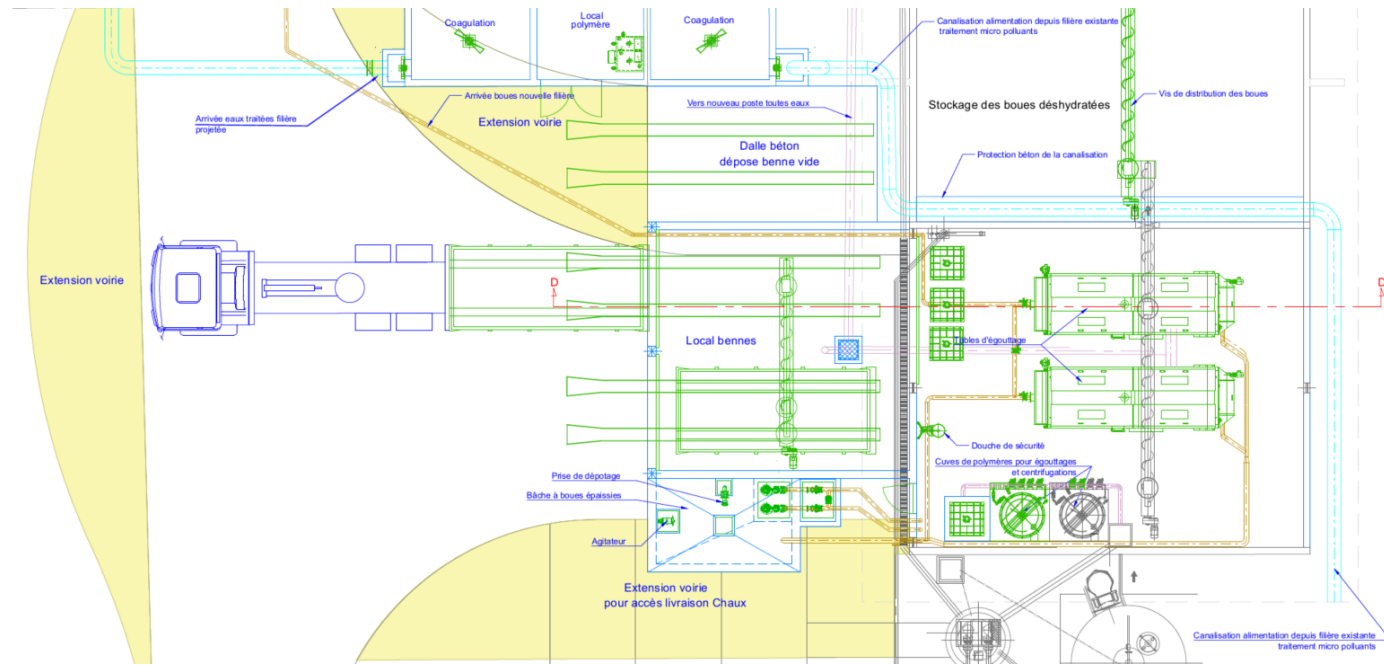 Coagulation
Local
polymère
Coagulation
Canalisation alimentation depuis filière existante
traitement micro polluants
Arrivée boues nouvelle filière
Extension voirie
Vers nouveau poste toutes eaux
Stockage des boues déshydratées
Vis de distribution des boues
Arrivée eaux traitées filière
projetée
Dalle béton
dépose benne vide
Protection béton de la canalisation
Extension voirie
D
D
Local bennes
Tables d'égouttage
Douche de sécurité
Cuves de polymères pour égouttages
et centrifugations
Prise de dépotage
Bâche à boues épaissies
Agitateur
Extension voirie
pour accès livraison Chaux
Canalisation alimentation depuis filière existante
traitement micro polluants